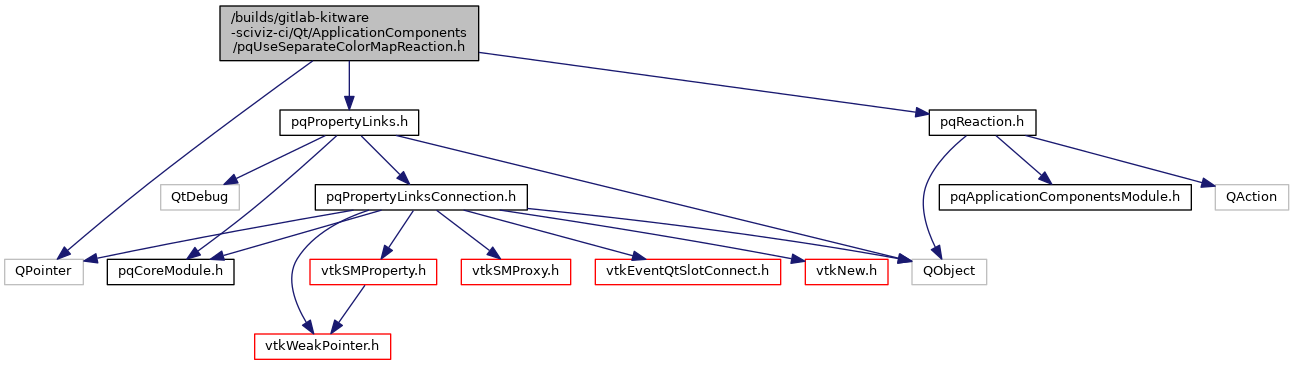 /builds/gitlab-kitware
-sciviz-ci/Qt/ApplicationComponents
/pqUseSeparateColorMapReaction.h
pqPropertyLinks.h
pqReaction.h
QtDebug
pqPropertyLinksConnection.h
pqApplicationComponentsModule.h
QAction
QPointer
pqCoreModule.h
vtkSMProperty.h
vtkSMProxy.h
vtkEventQtSlotConnect.h
vtkNew.h
QObject
vtkWeakPointer.h